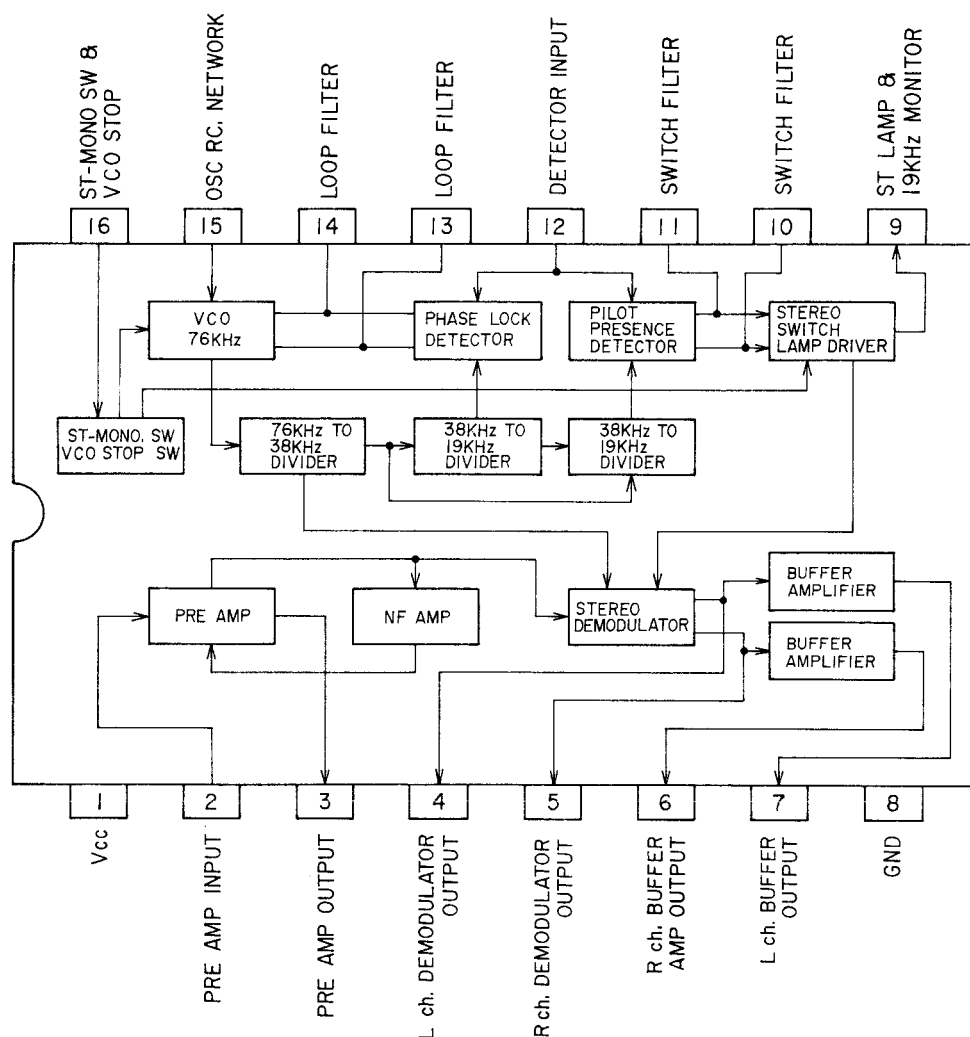 ST-MONO SW &
VCO STOP
OSC RC. NETWORK
LOOP FILTER
LOOP FILTER
DETECTOR INPUT
SWITCH FILTER
SWITCH FILTER
ST LAMP &
19KHz MONITOR
16
15
14
13
12
11
10
9
VCO
76KHz
PHASE LOCK
DETECTOR
PILOT
PRESENCE
DETECTOR
STEREO
SWITCH
LAMP DRIVER
ST-MONO. SW
VCO STOP SW
76KHz TO
38KHz
DIVIDER
38KHz TO
19KHz
DIVIDER
38KHz TO
19KHz
DIVIDER
PRE AMP
NF AMP
STEREO
DEMODULATOR
BUFFER
AMPLIFIER
BUFFER
AMPLIFIER
1
2
3
4
5
6
7
8
Vcc
PRE AMP INPUT
PRE AMP OUTPUT
L ch. DEMODULATOR
OUTPUT
R ch. DEMODULATOR
OUTPUT
R ch. BUFFER
AMP OUTPUT
L ch. BUFFER
OUTPUT
GND